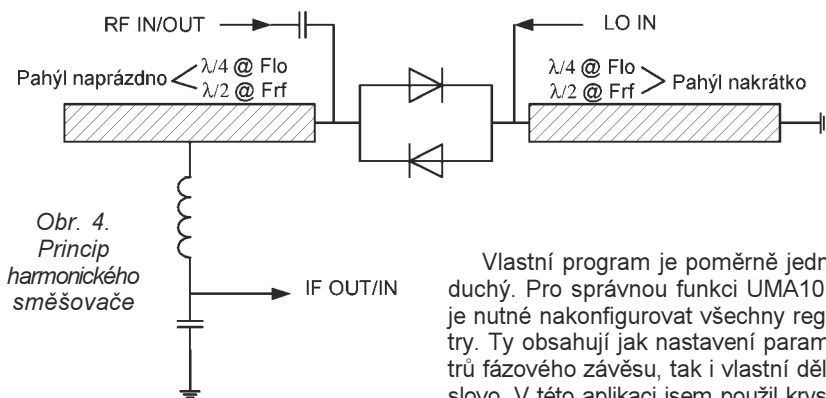 RF IN/OUT
LO IN
Pahýl naprázdno
λ/4 @ Flo
λ/2 @ Frf
λ/4 @ Flo
λ/2 @ Frf
Pahýl nakrátko
Obr. 4.
Princip
harmonického
směšovače
IF OUT/IN
Vlastní program je poměrně jedn
duchý. Pro správnou funkci UMA10
je nutné nakonfigurovat všechny reg
try. Ty obsahují jak nastavení param
trů fázového závěsu, tak i vlastní děl
slovo. V této aplikaci jsem použil krys